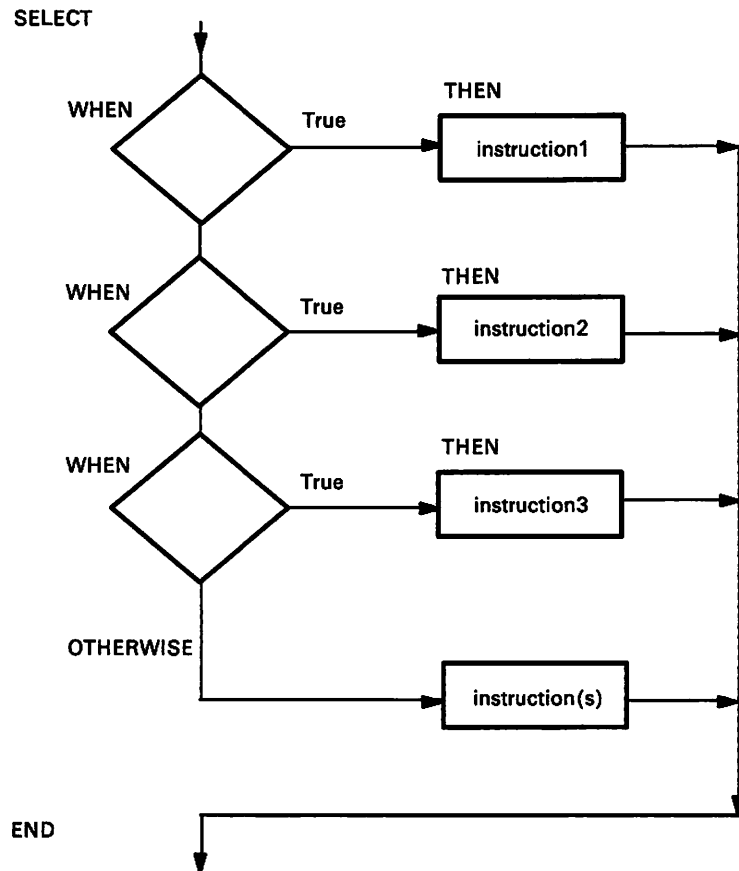 SELECT
WHEN
True
THEN
instruction1
WHEN
True
THEN
instruction2
WHEN
True
THEN
instruction3
OTHERWISE
instruction(s)
END